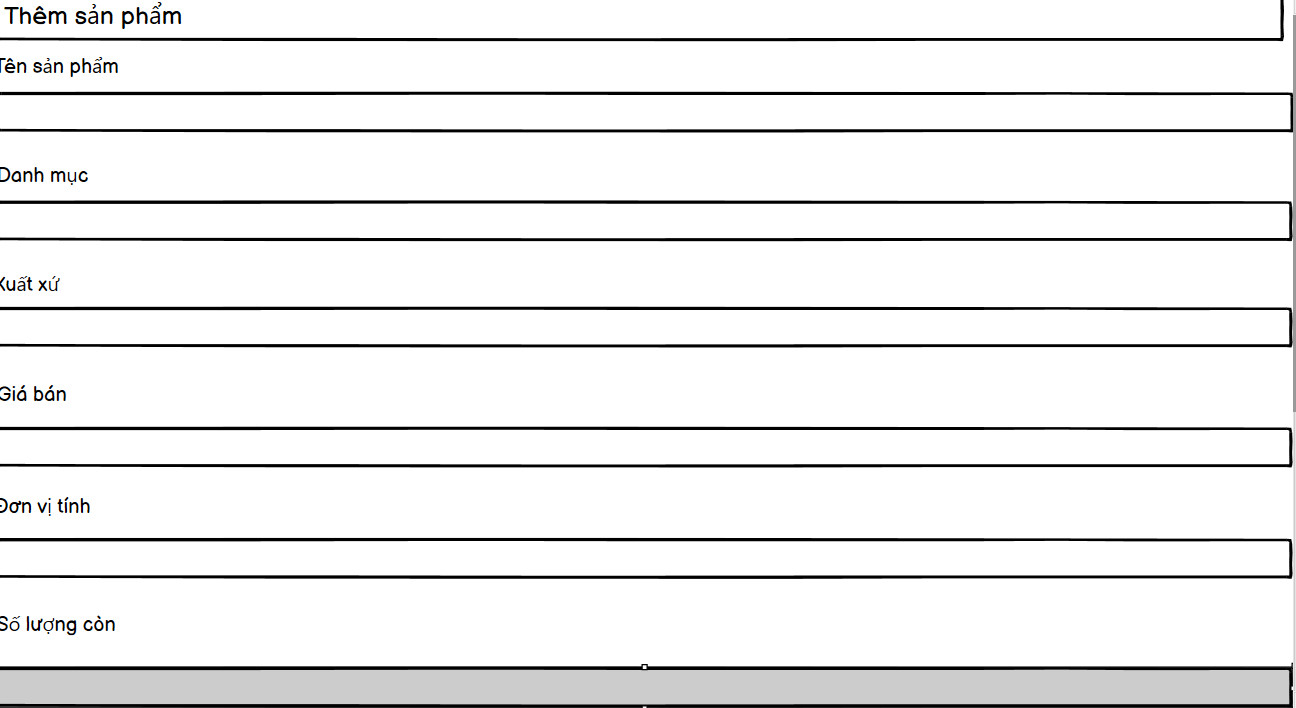 Thêm sản phẩm
Tên sản phẩm
Danh mục
Xuất xứ
Giá bán
Đơn vị tính
Số lượng còn